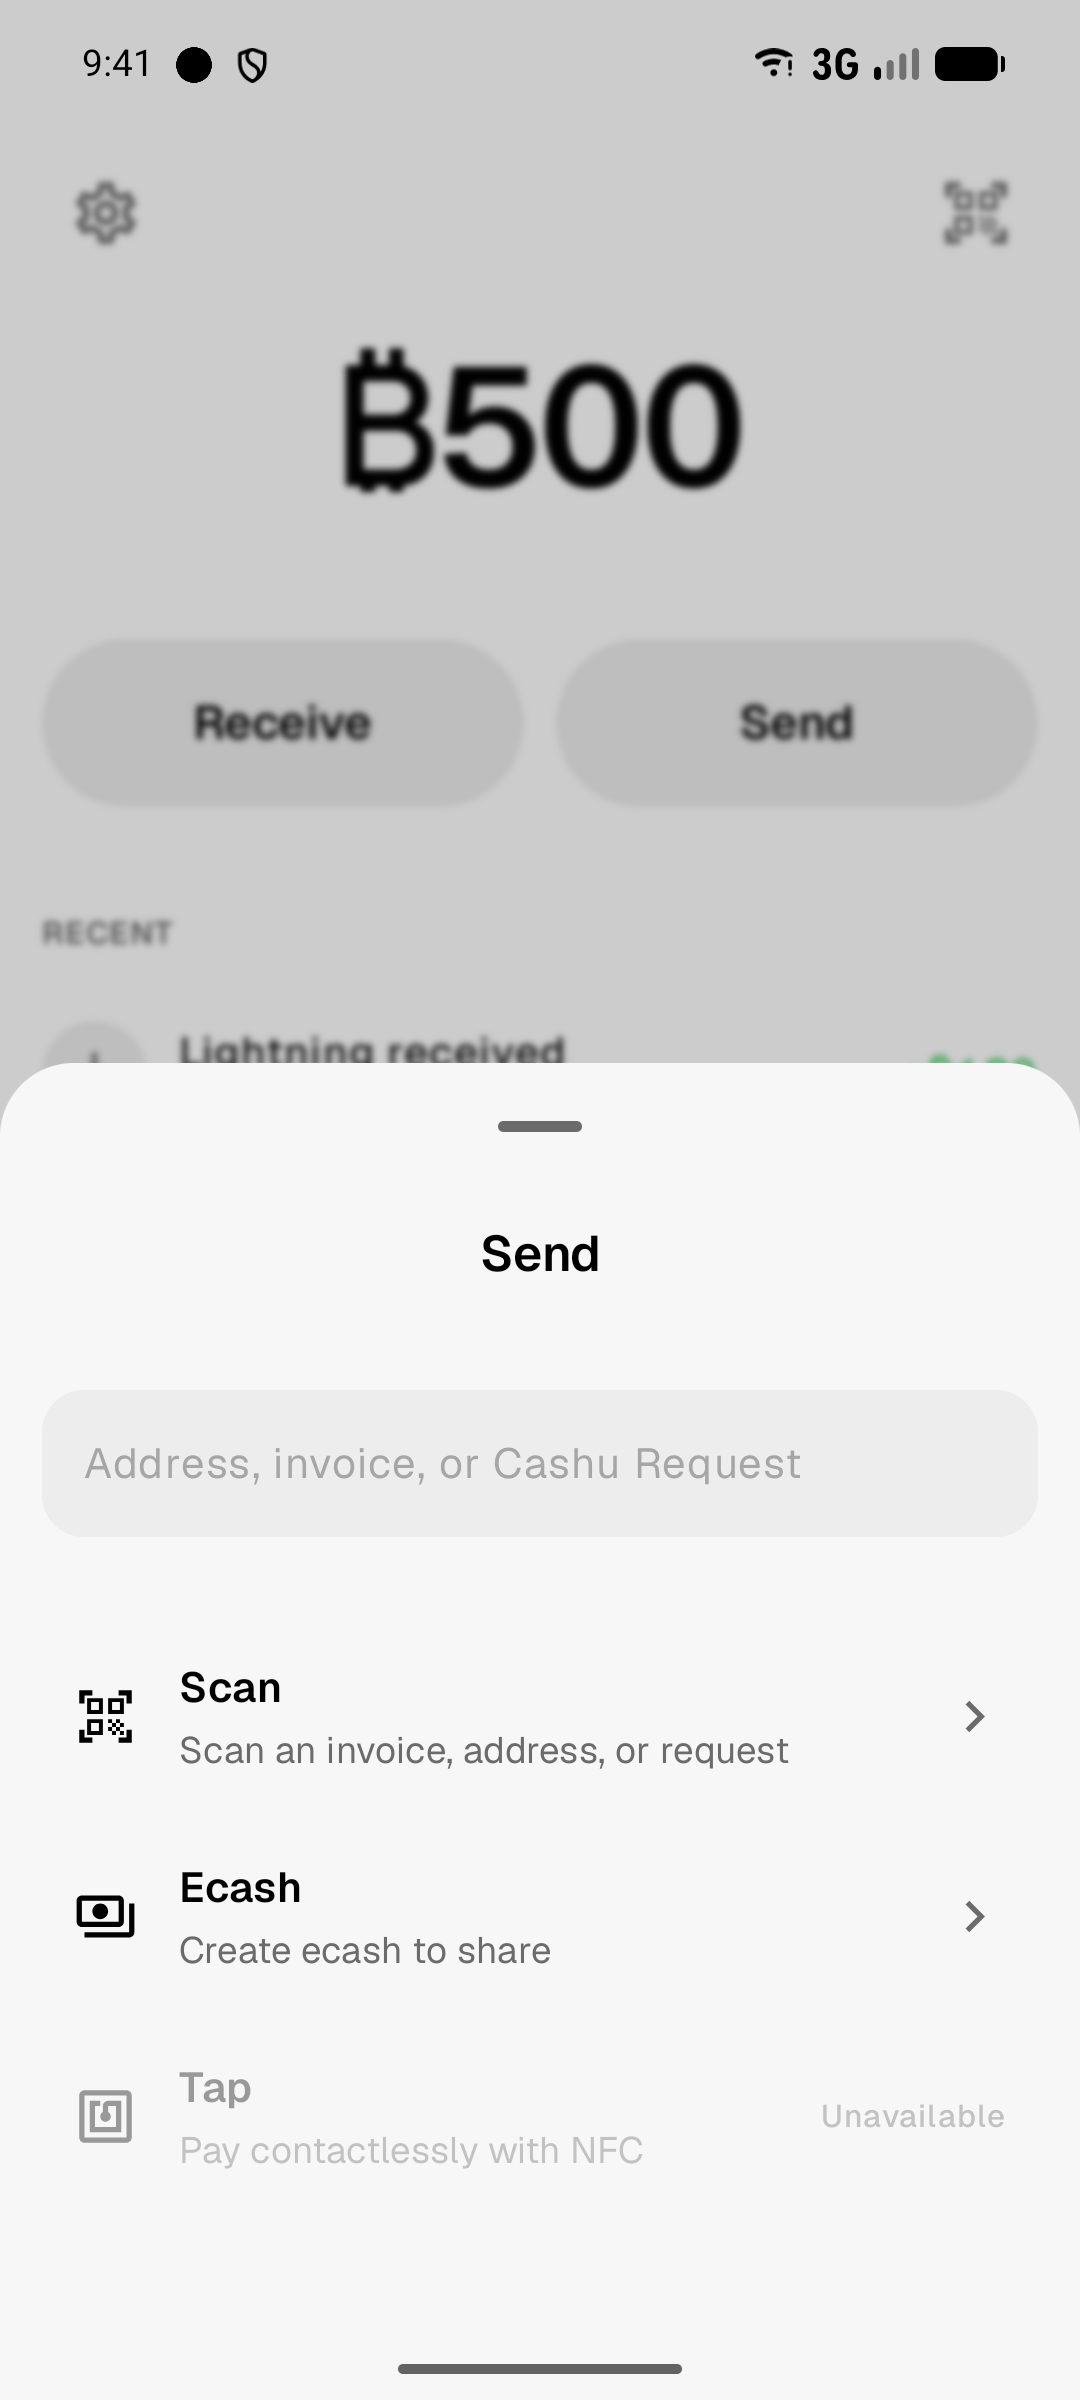 9:41
3G
₿500
Receive
Send
RECENT
Lightning received
Send
Address, invoice, or Cashu Request
Scan
Scan an invoice, address, or request
Ecash
Create ecash to share
Tap
Pay contactlessly with NFC
Unavailable